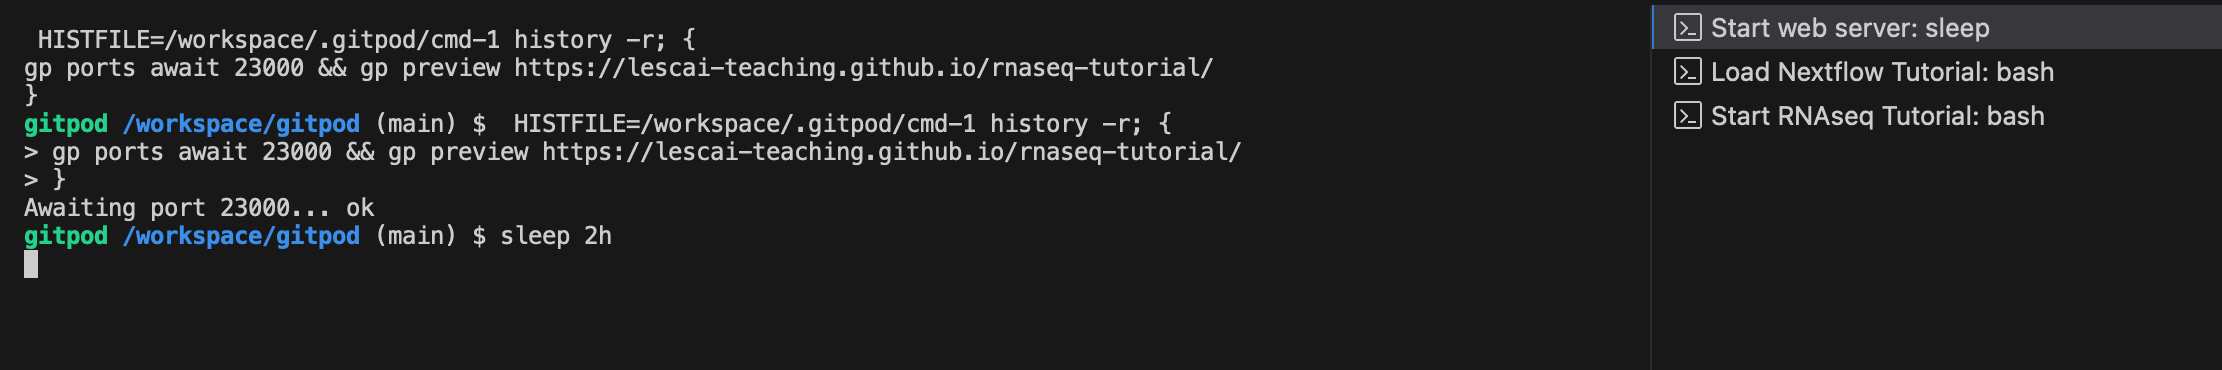 HISTFILE=/workspace/.gitpod/cmd-1 history -r; {
gp ports await 23000 && gp preview https://lescai-teaching.github.io/rnaseq-tutorial/
}
gitpod /workspace/gitpod (main) $  HISTFILE=/workspace/.gitpod/cmd-1 history -r; {
> gp ports await 23000 && gp preview https://lescai-teaching.github.io/rnaseq-tutorial/
> }
Awaiting port 23000... ok
gitpod /workspace/gitpod (main) $ sleep 2h
Start web server: sleep
Load Nextflow Tutorial: bash
Start RNAseq Tutorial: bash